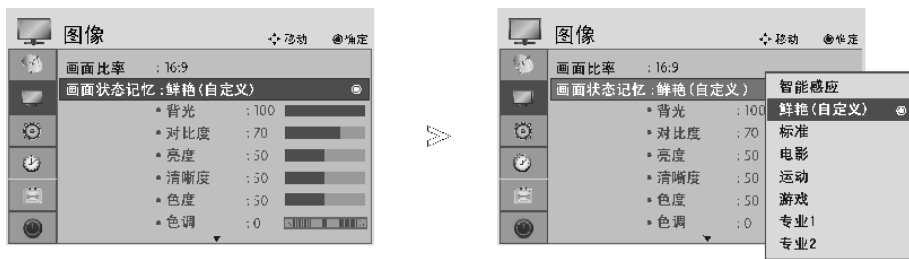 图像 移动 确定
画面比率 : 16:9
画面状态记忆 :鲜艳(自定义)
• 背光 : 100
• 对比度 : 70
• 亮度 : 50
• 清晰度 : 50
• 色度 : 50
• 色调 : 0
图像 移动 确定
画面比率 : 16:9
画面状态记忆 :鲜艳(自定义)
• 背光 : 100
• 对比度 : 70
• 亮度 : 50
• 清晰度 : 50
• 色度 : 50
• 色调 : 0
智能感应
鲜艳(自定义)
标准
电影
运动
游戏
专业1
专业2